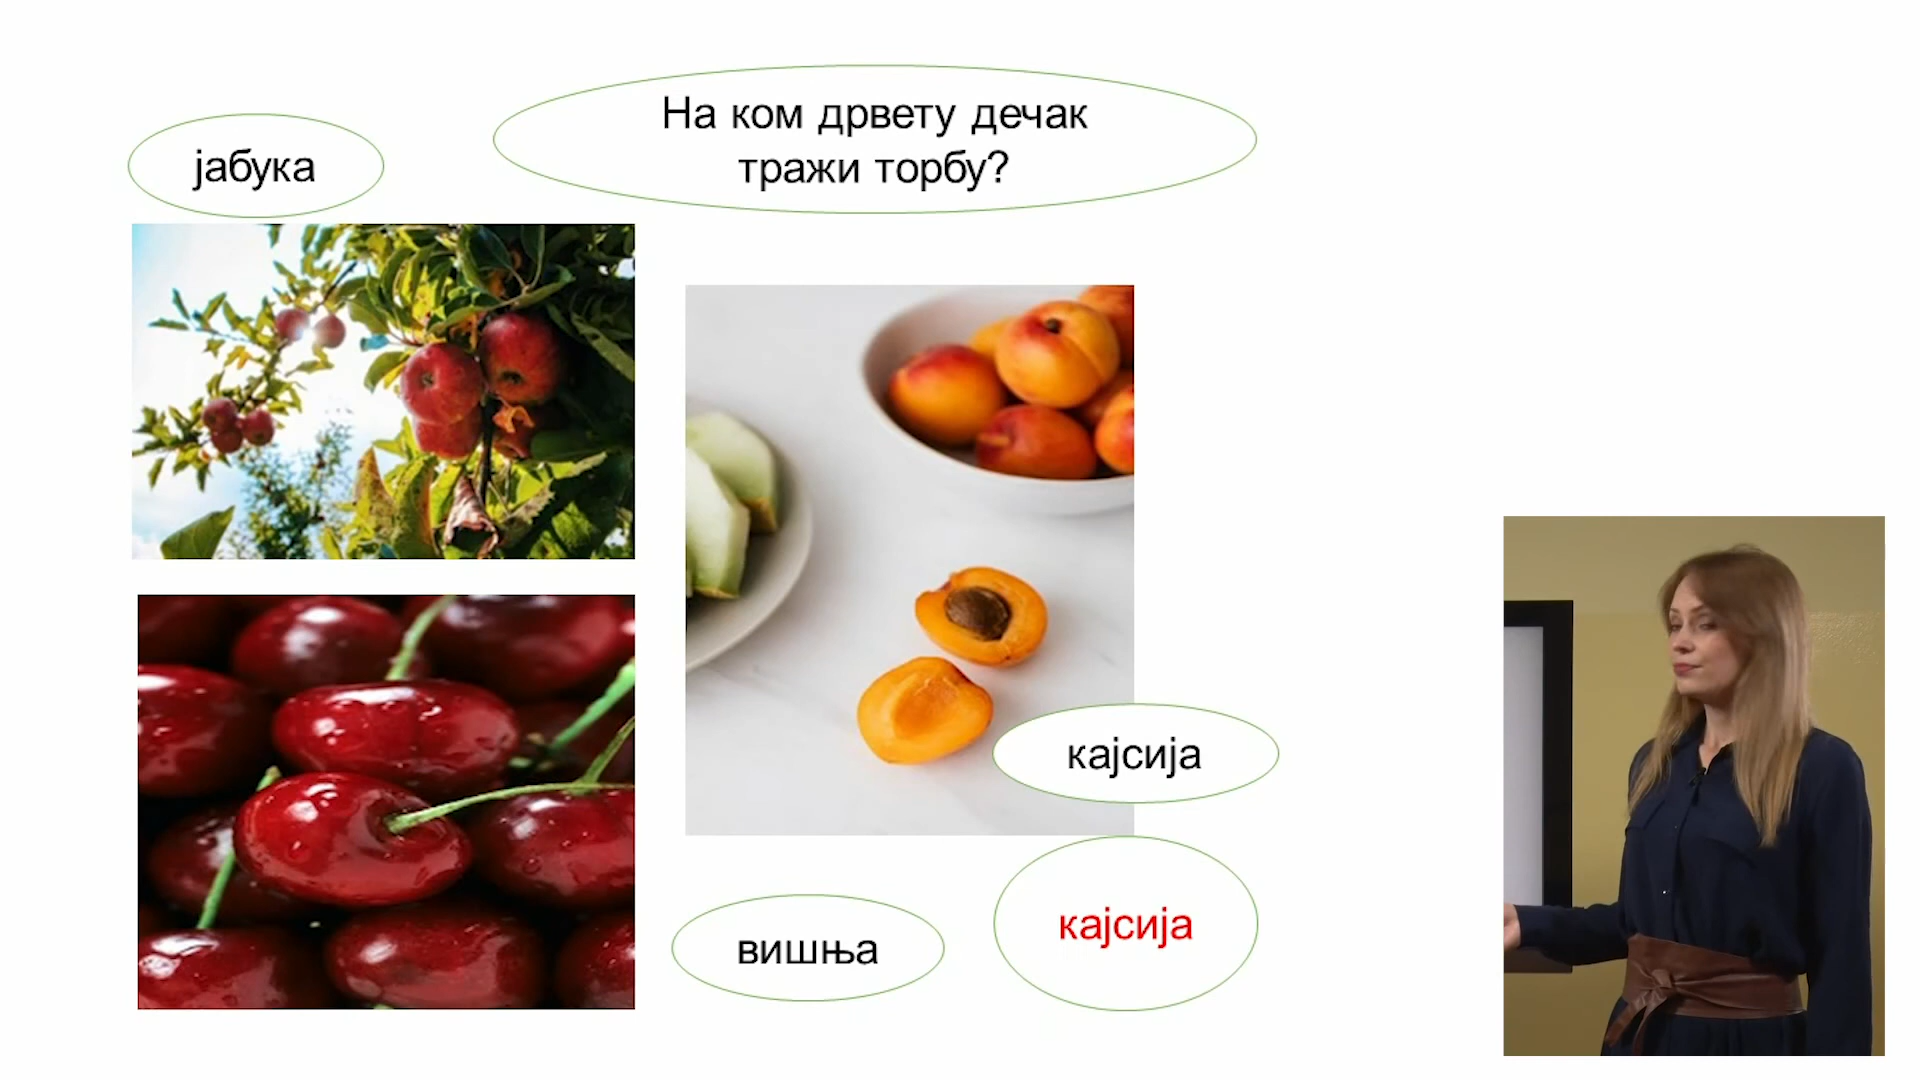 На ком дрвету дечак
тражи торбу?
јабука
кајсија
вишња
кајсија